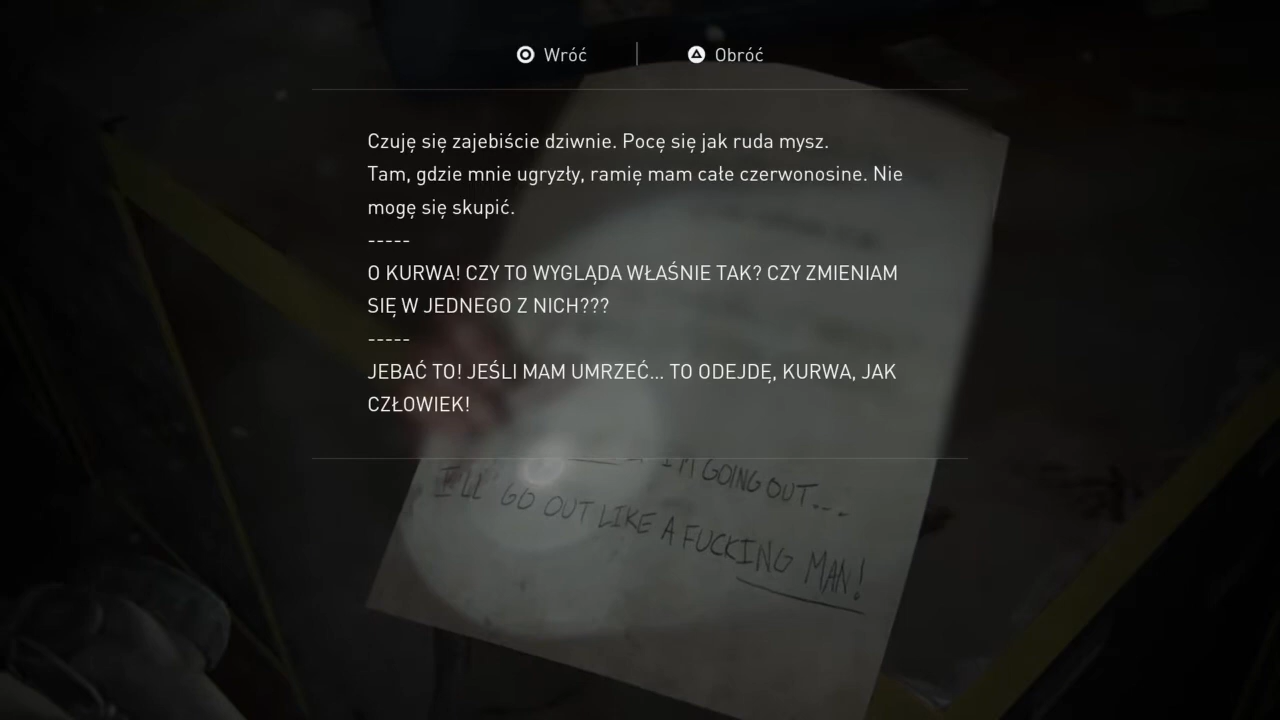 Wróć
Obróć
Czuję się zajebiście dziwnie. Pocę się jak ruda mysz.
Tam, gdzie mnie ugryzły, ramię mam całe czerwonosine. Nie
mogę się skupić.
-----
O KURWA! CZY TO WYGLĄDA WŁAŚNIE TAK? CZY ZMIENIAM
SIĘ W JEDNEGO Z NICH???
-----
JEBAĆ TO! JEŚLI MAM UMRZEĆ... TO ODEJDĘ, KURWA, JAK
CZŁOWIEK!
I'M GOING OUT...
I'LL GO OUT LIKE A FUCKING MAN!